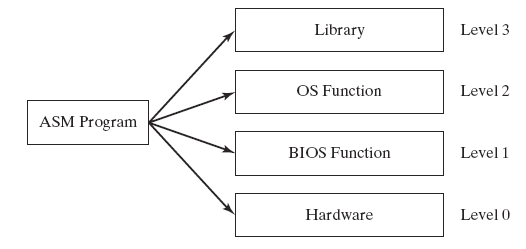 Library Level 3
OS Function Level 2
ASM Program
BIOS Function Level 1
Hardware Level 0